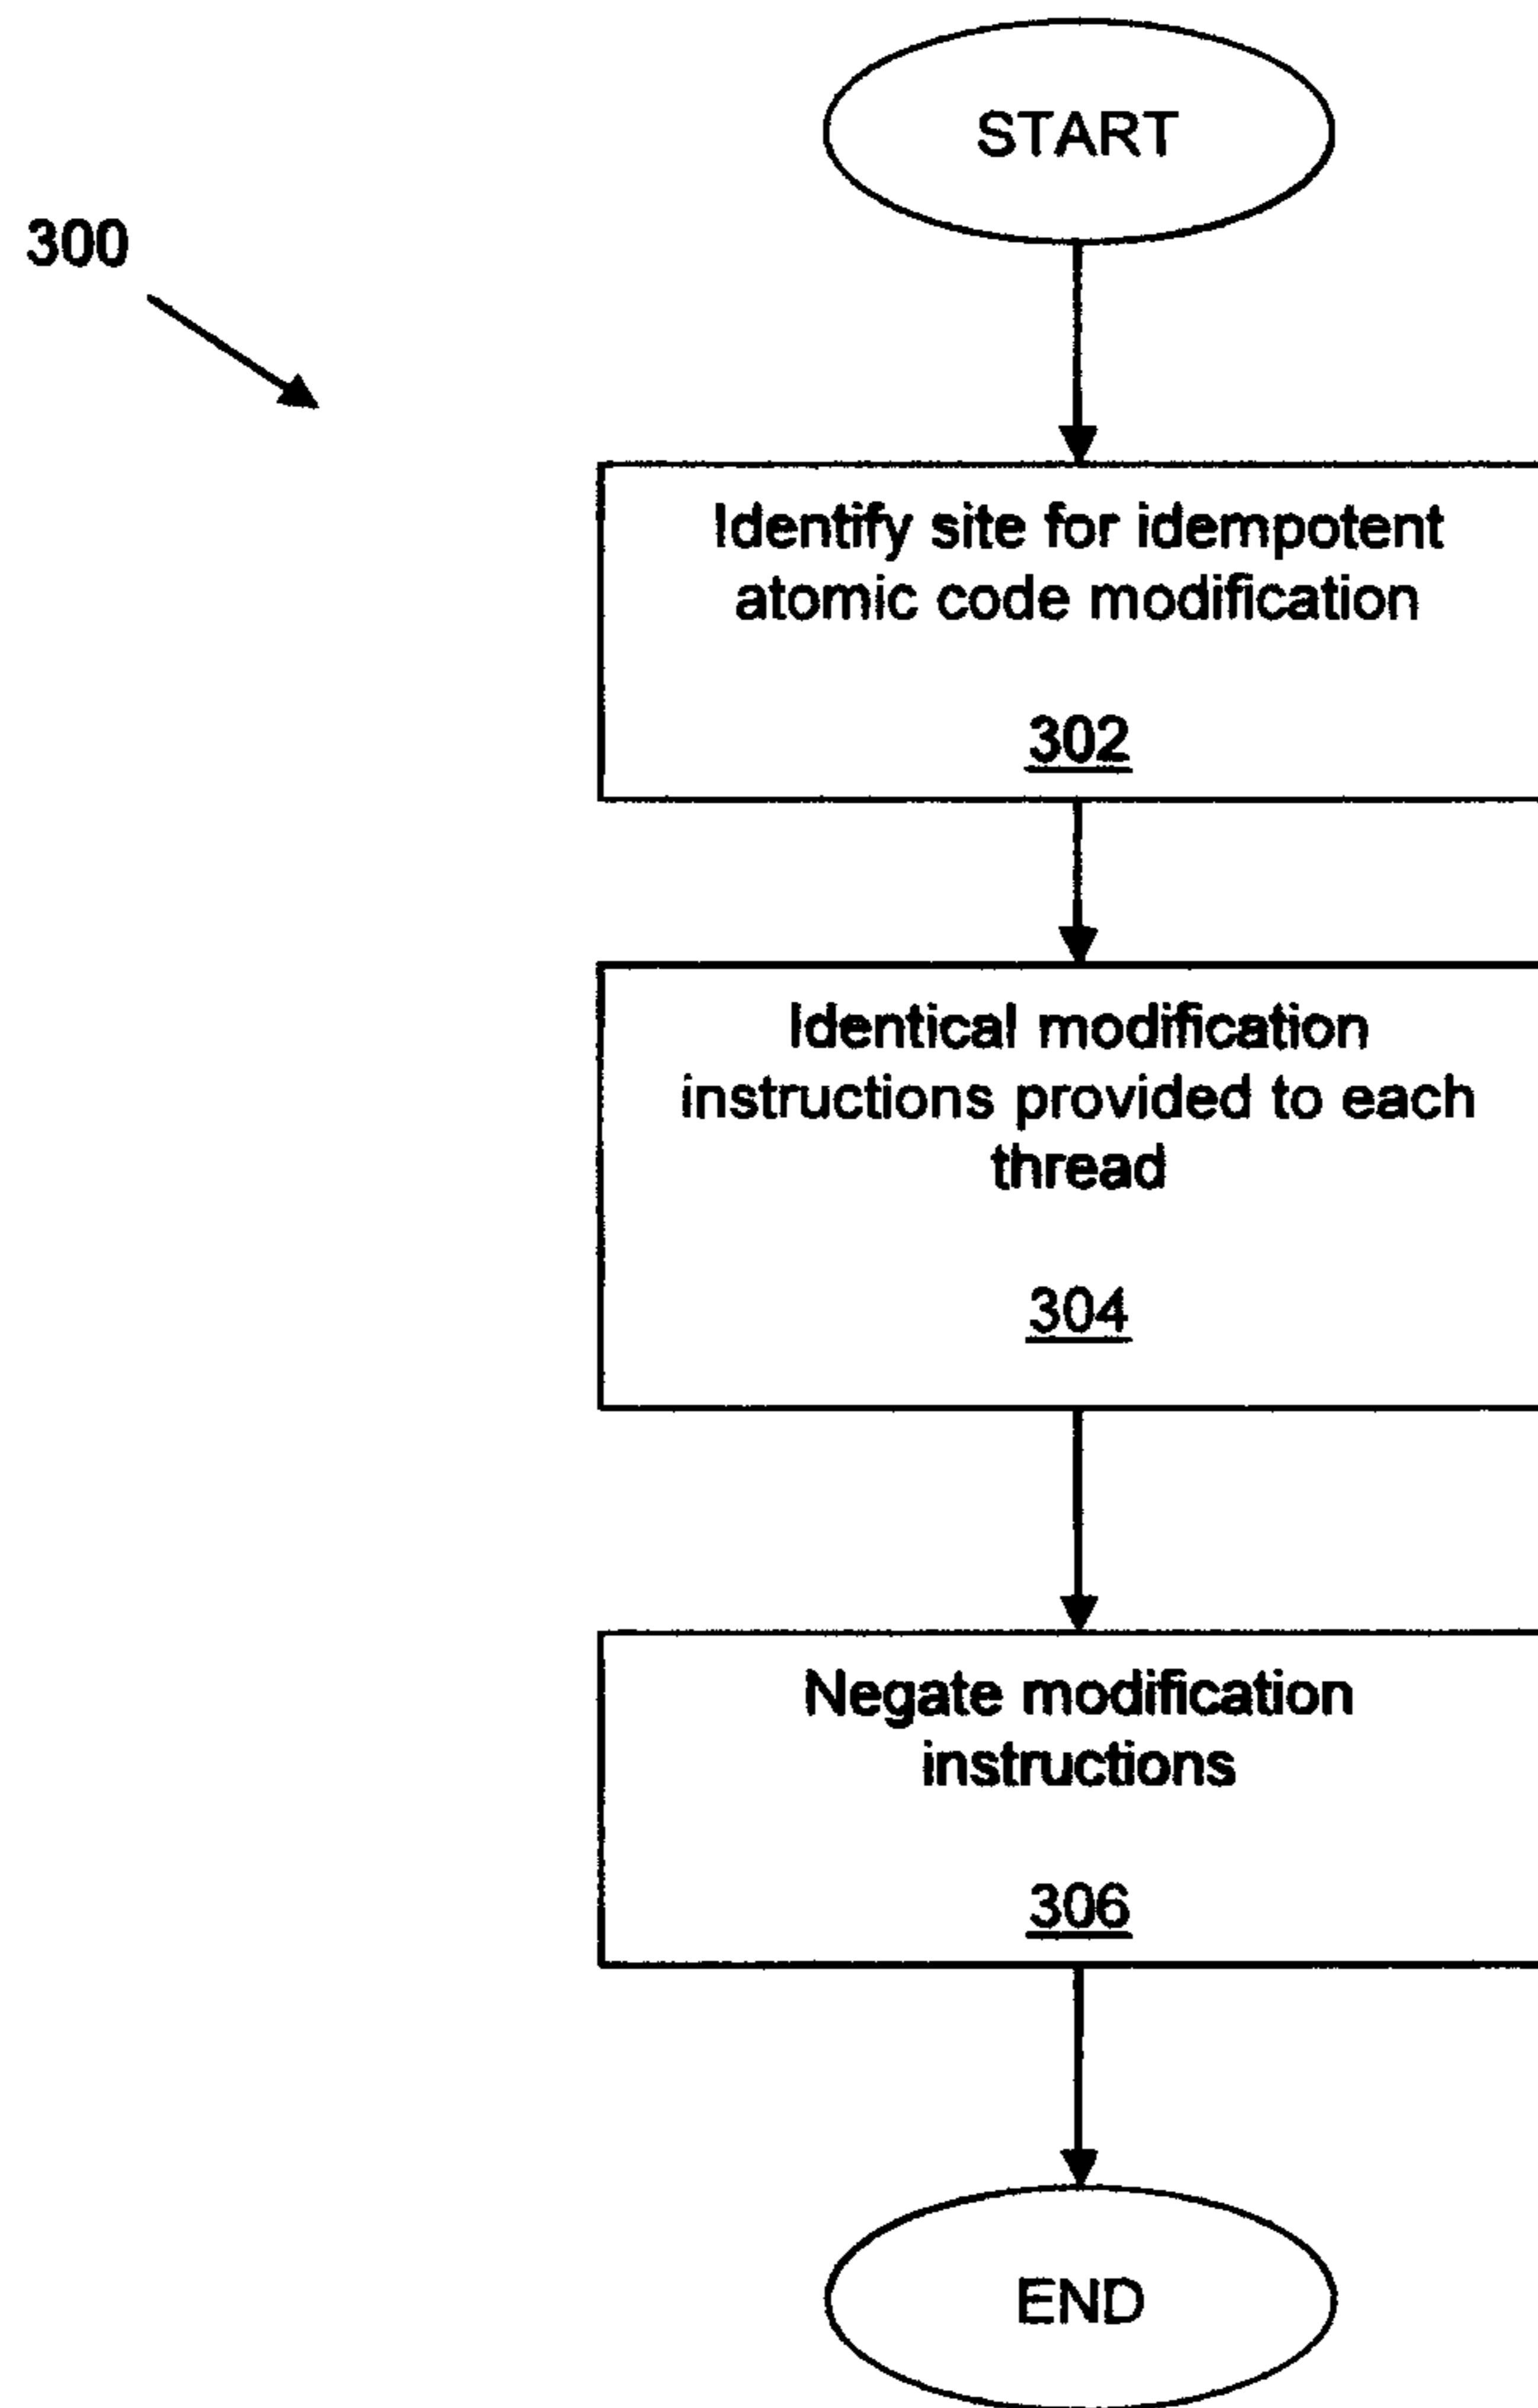 START
300
Identify site for idempotent
atomic code modification
302
Identical modification
instructions provided to each
thread
304
Negate modification
instructions
306
END